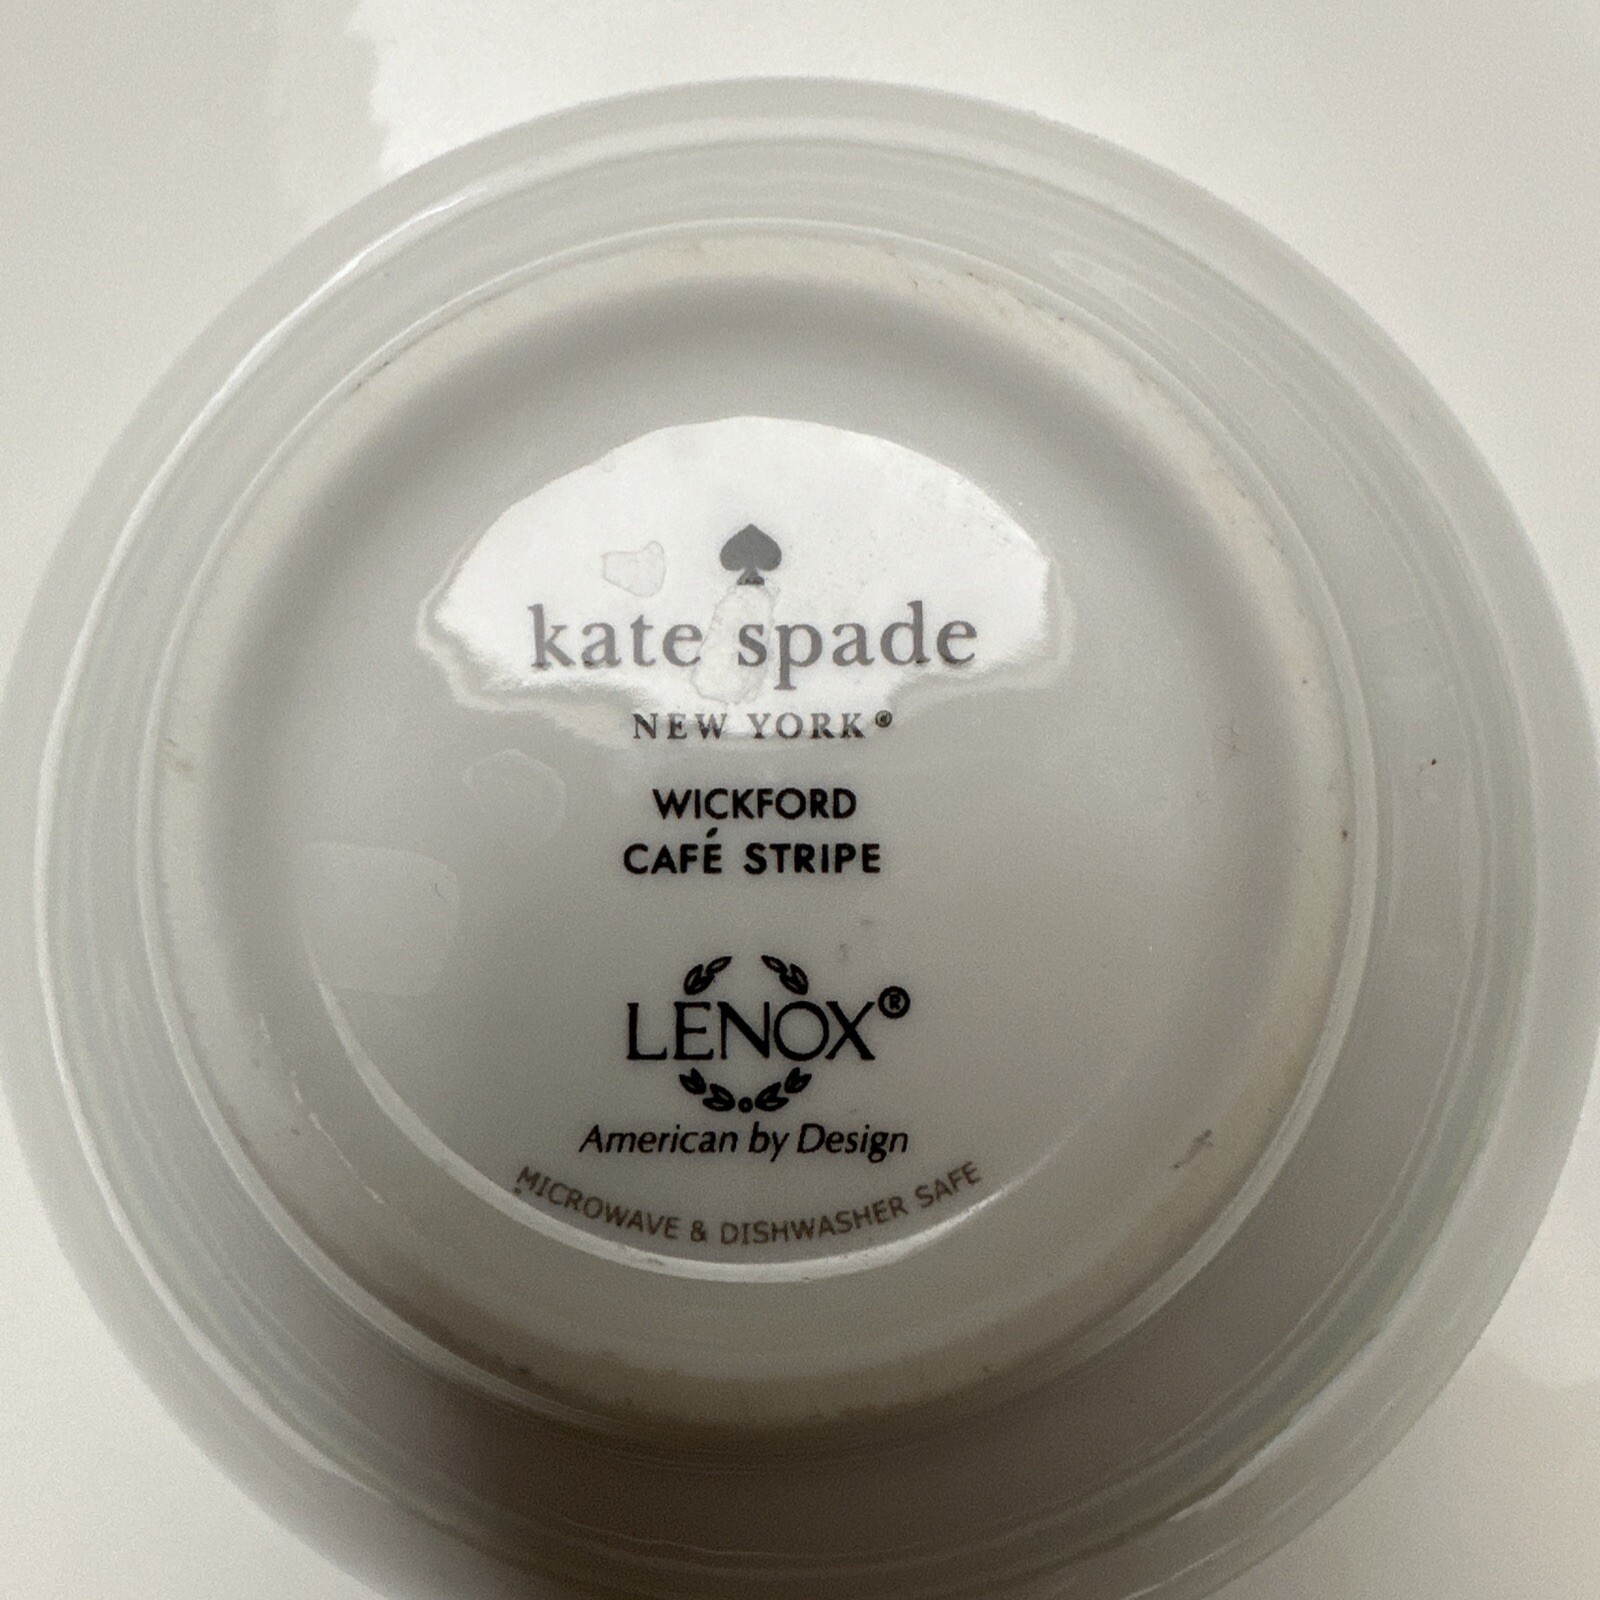 kate spade
NEW YORK®
WICKFORD
CAFÉ STRIPE
LENOX®
American by Design
MICROWAVE & DISHWASHER SAFE